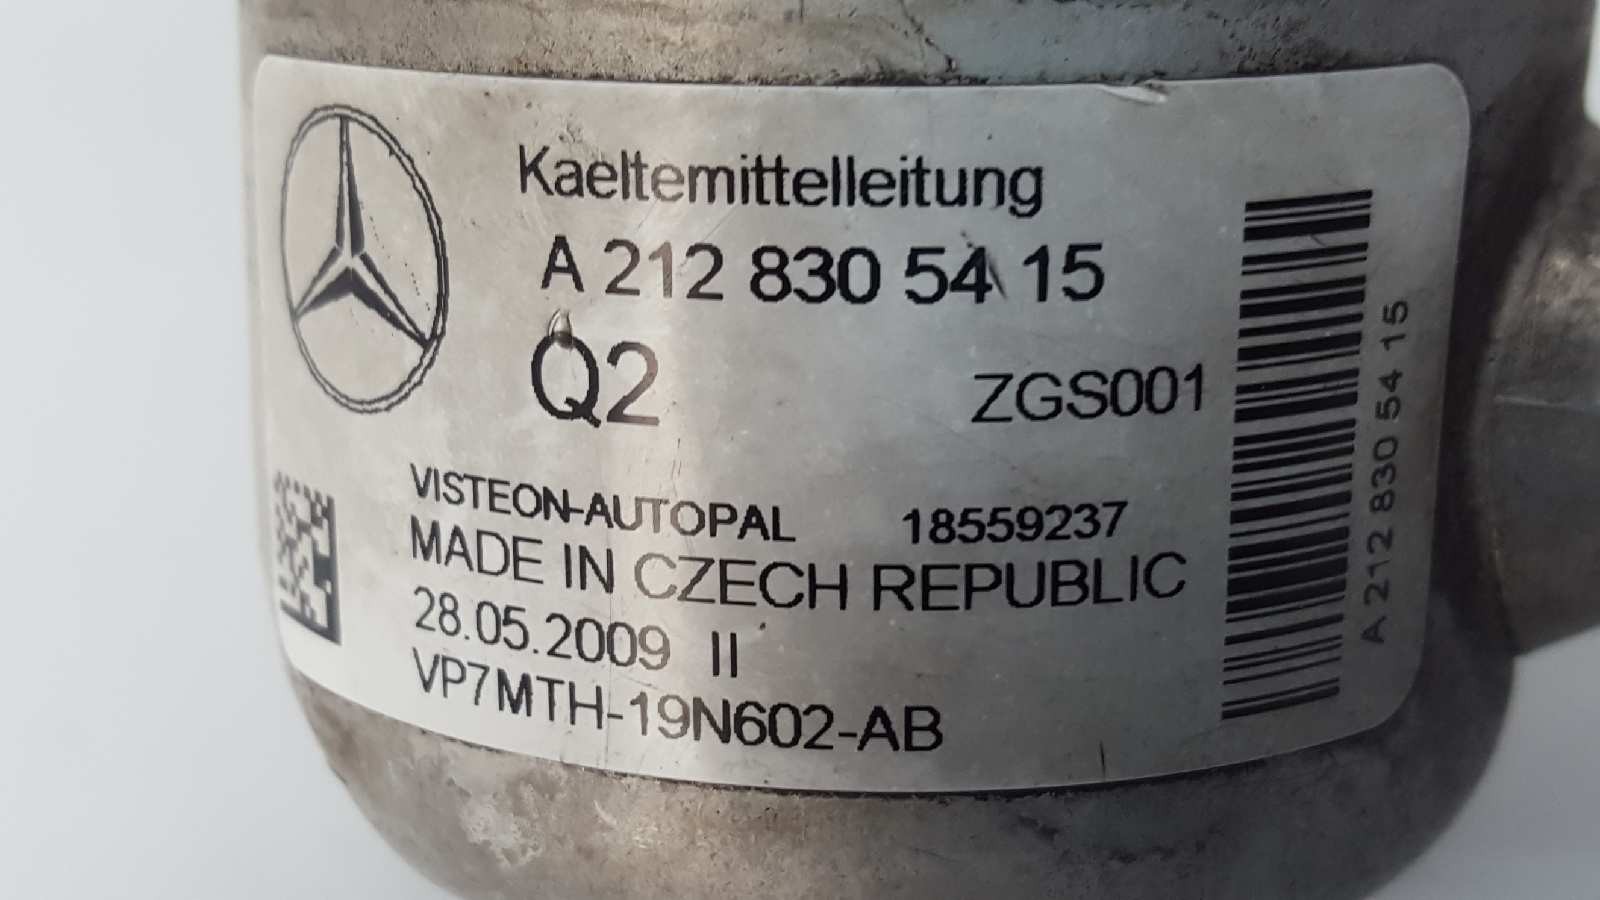 Kaeltemittelleitung
A 212 830 54 15
Q2
ZGS001
VISTEON-AUTOPAL 18559237
MADE IN CZECH REPUBLIC
28.05.2009 II
VP7MTH-19N602-AB
A 212 830 54 15